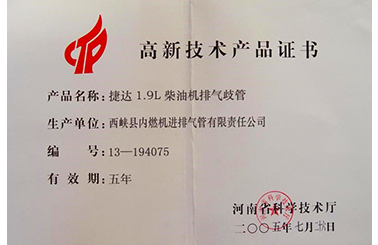 高新技术产品证书
产品名称：捷达 1.9L 柴油机排气歧管
生产单位：西峡县内燃机进排气管有限责任公司
编　　号：13—194075
有 效 期：五年
河南省科学技术厅
二〇〇五年七月